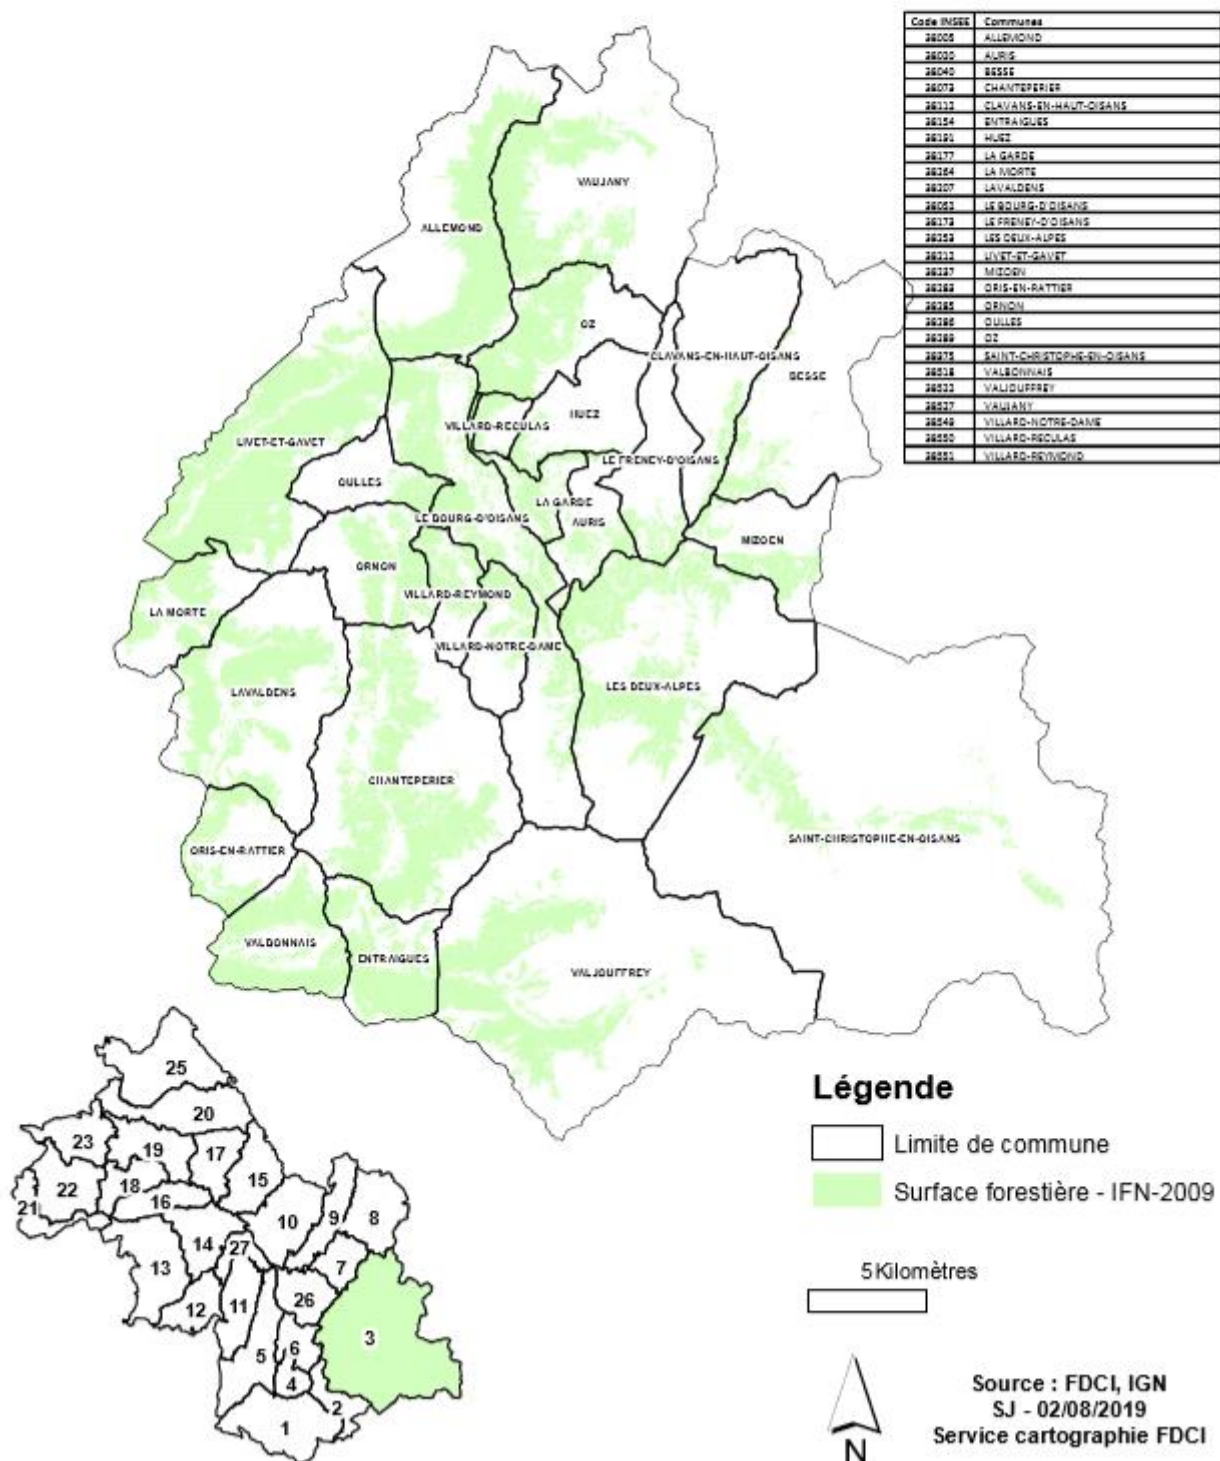 Code INSEE Communes
38005 ALLEMOND
38020 AURIS
38040 BESSE
38073 CHANTEPERIER
38112 CLAVANS-EN-HAUT-OISANS
38154 ENTRAIGUES
38191 HUEZ
38177 LA GARDE
38264 LA MORTE
38207 LAVALDENS
38052 LE BOURG-D'OISANS
38173 LE FRENEY-D'OISANS
38253 LES DEUX-ALPES
38212 LIVET-ET-GAVET
38237 MIZOEN
38283 ORIS-EN-RATTIER
38285 ORNON
38286 OULLES
38289 OZ
38375 SAINT-CHRISTOPHE-EN-OISANS
38518 VALBONNAIS
38522 VALJOUFFREY
38527 VAUJANY
38549 VILLARD-NOTRE-DAME
38550 VILLARD-RECULAS
38551 VILLARD-REYMOND
VAUJANY
ALLEMOND
OZ
CLAVANS-EN-HAUT-OISANS
BESSE
HUEZ
VILLARD-RECULAS
LIVET-ET-GAVET
LE FRENEY-D'OISANS
OULLES
LA GARDE
LE BOURG-D'OISANS
AURIS
MIZOEN
ORNON
VILLARD-REYMOND
LA MORTE
VILLARD-NOTRE-DAME
LES DEUX-ALPES
LAVALDENS
CHANTEPERIER
SAINT-CHRISTOPHE-EN-OISANS
ORIS-EN-RATTIER
VALBONNAIS
ENTRAIGUES
VALJOUFFREY
25
20
23
19
17
15
22
18
21
16
10
9
8
14
27
13
7
12
11
26
3
6
5
4
2
1
Légende
Limite de commune
Surface forestière - IFN-2009
5 Kilomètres
N
Source : FDCI, IGN
SJ - 02/08/2019
Service cartographie FDCI